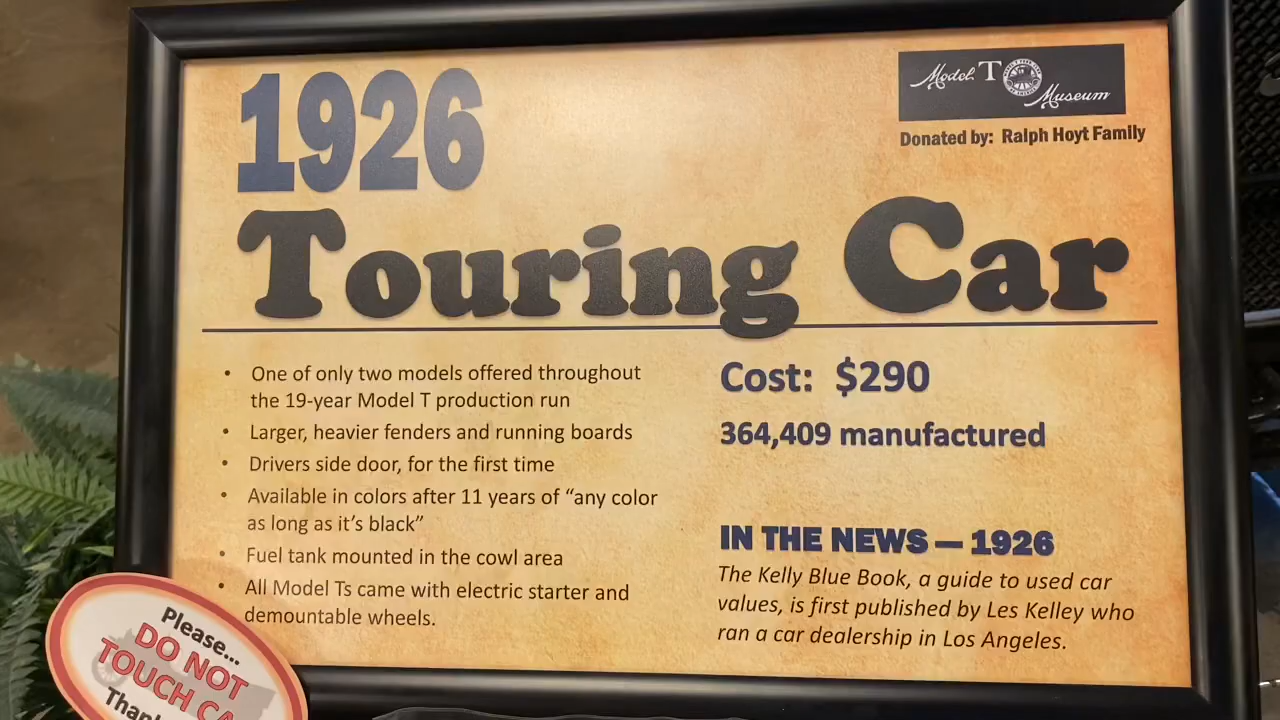 1926
Model T Museum
Donated by: Ralph Hoyt Family
Touring Car
• One of only two models offered throughout
the 19-year Model T production run
• Larger, heavier fenders and running boards
• Drivers side door, for the first time
• Available in colors after 11 years of “any color
as long as it’s black”
• Fuel tank mounted in the cowl area
• All Model Ts came with electric starter and
demountable wheels.
Cost: $290
364,409 manufactured
IN THE NEWS — 1926
The Kelly Blue Book, a guide to used car
values, is first published by Les Kelley who
ran a car dealership in Los Angeles.
Please...
DO NOT
TOUCH